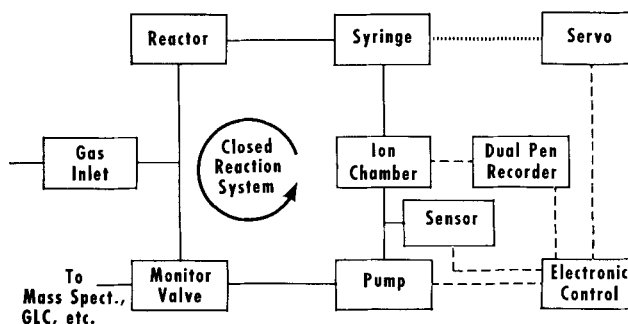 Reactor
Syringe
Servo
Gas
Inlet
Closed
Reaction
System
Ion
Chamber
Dual Pen
Recorder
Sensor
To
Mass Spect.,
GLC, etc.
Monitor
Valve
Pump
Electronic
Control